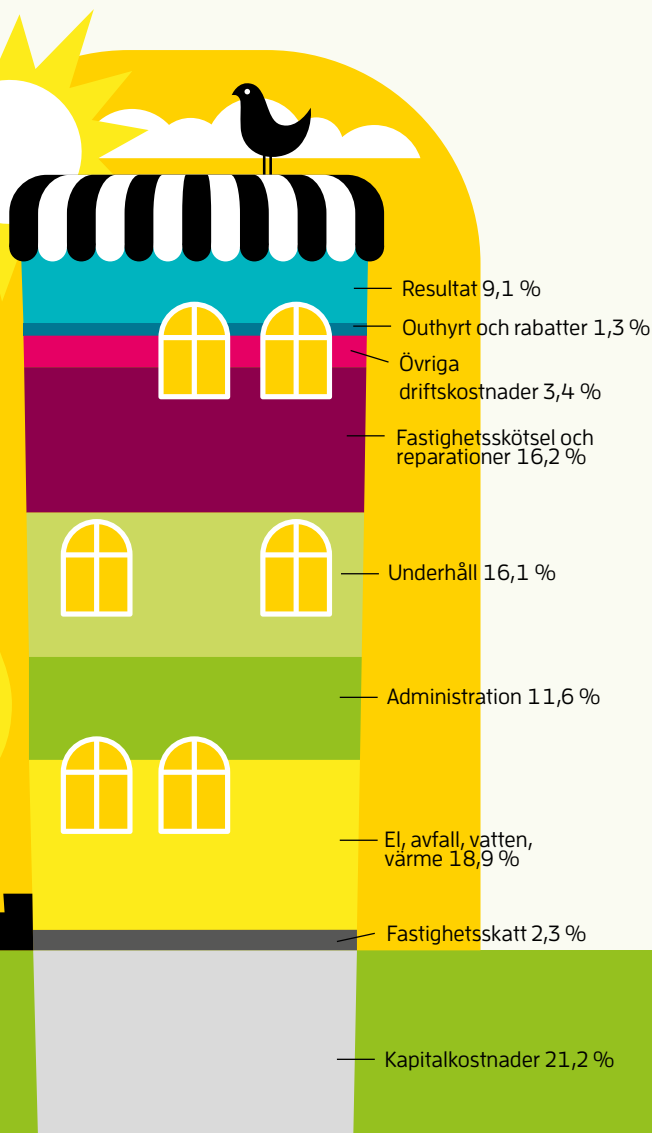 Resultat 9,1 %
Outhyrt och rabatter 1,3 %
Övriga
driftskostnader 3,4 %
Fastighetsskötsel och
reparationer 16,2 %
Underhåll 16,1 %
Administration 11,6 %
El, avfall, vatten,
värme 18,9 %
Fastighetsskatt 2,3 %
Kapitalkostnader 21,2 %